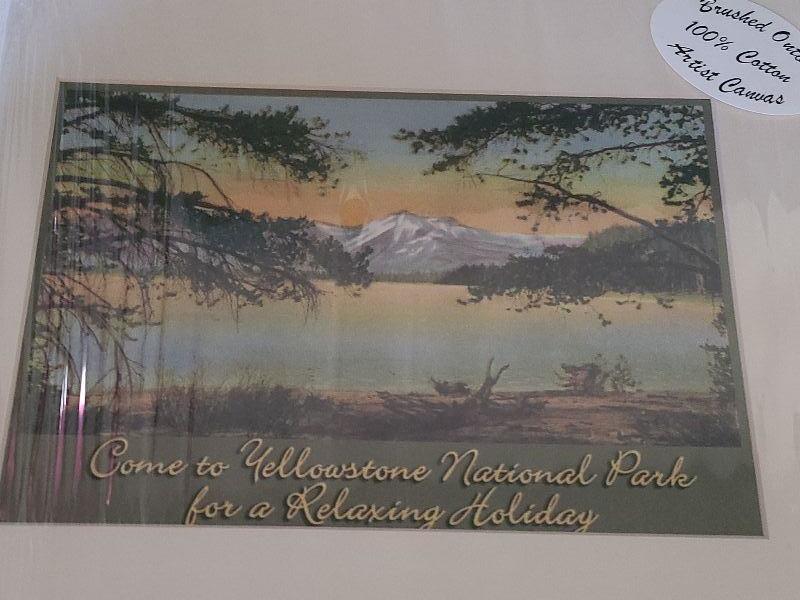 Brushed Onto
100% Cotton
Artist Canvas
Come to Yellowstone National Park
for a Relaxing Holiday